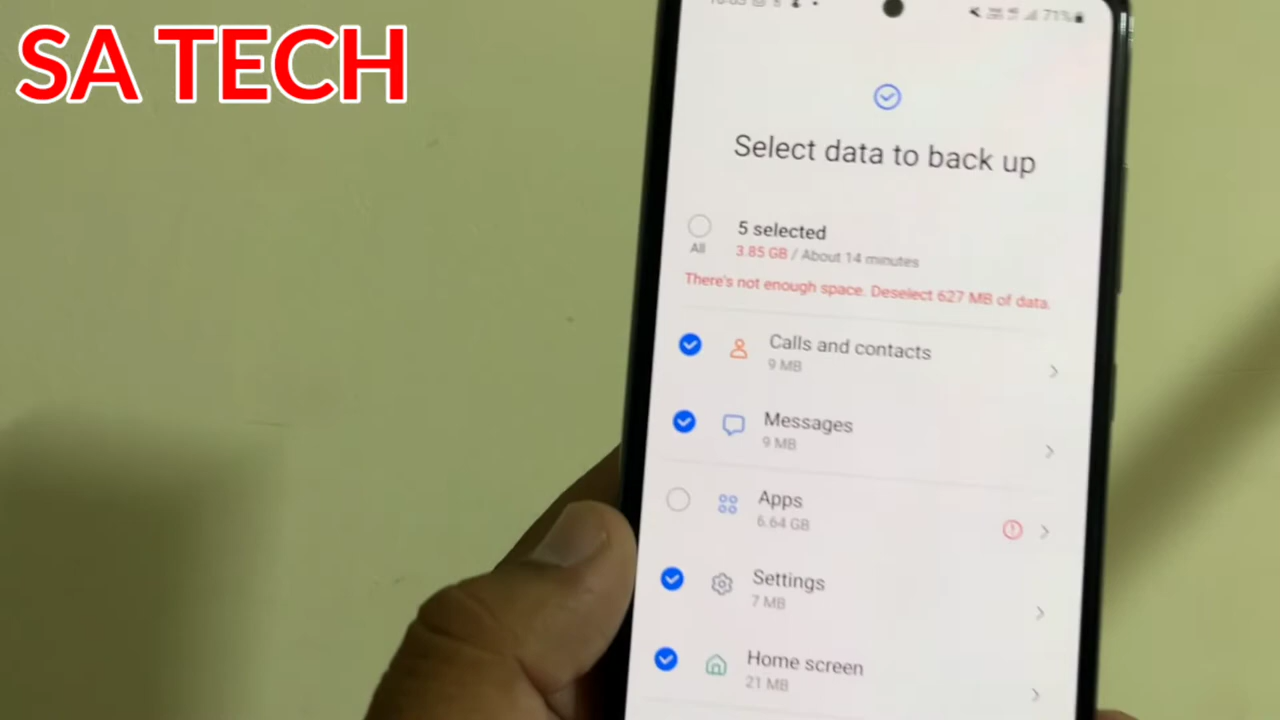 SA TECH
71%
Select data to back up
5 selected
All
3.85 GB / About 14 minutes
There's not enough space. Deselect 627 MB of data.
Calls and contacts
9 MB
Messages
9 MB
Apps
6.64 GB
Settings
7 MB
Home screen
21 MB